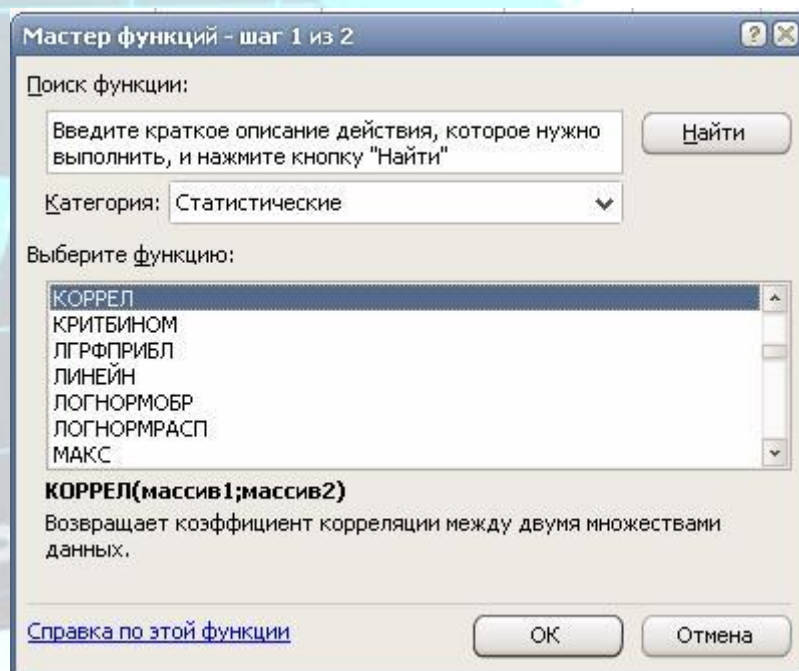 Мастер функций - шаг 1 из 2
Поиск функции:
Введите краткое описание действия, которое нужно
выполнить, и нажмите кнопку "Найти"
Найти
Категория: Статистические
Выберите функцию:
КОРРЕЛ
КРИТБИНОМ
ЛГРФПРИБЛ
ЛИНЕЙН
ЛОГНОРМОБР
ЛОГНОРМРАСП
МАКС
КОРРЕЛ(массив1;массив2)
Возвращает коэффициент корреляции между двумя множествами
данных.
Справка по этой функции
ОК
Отмена